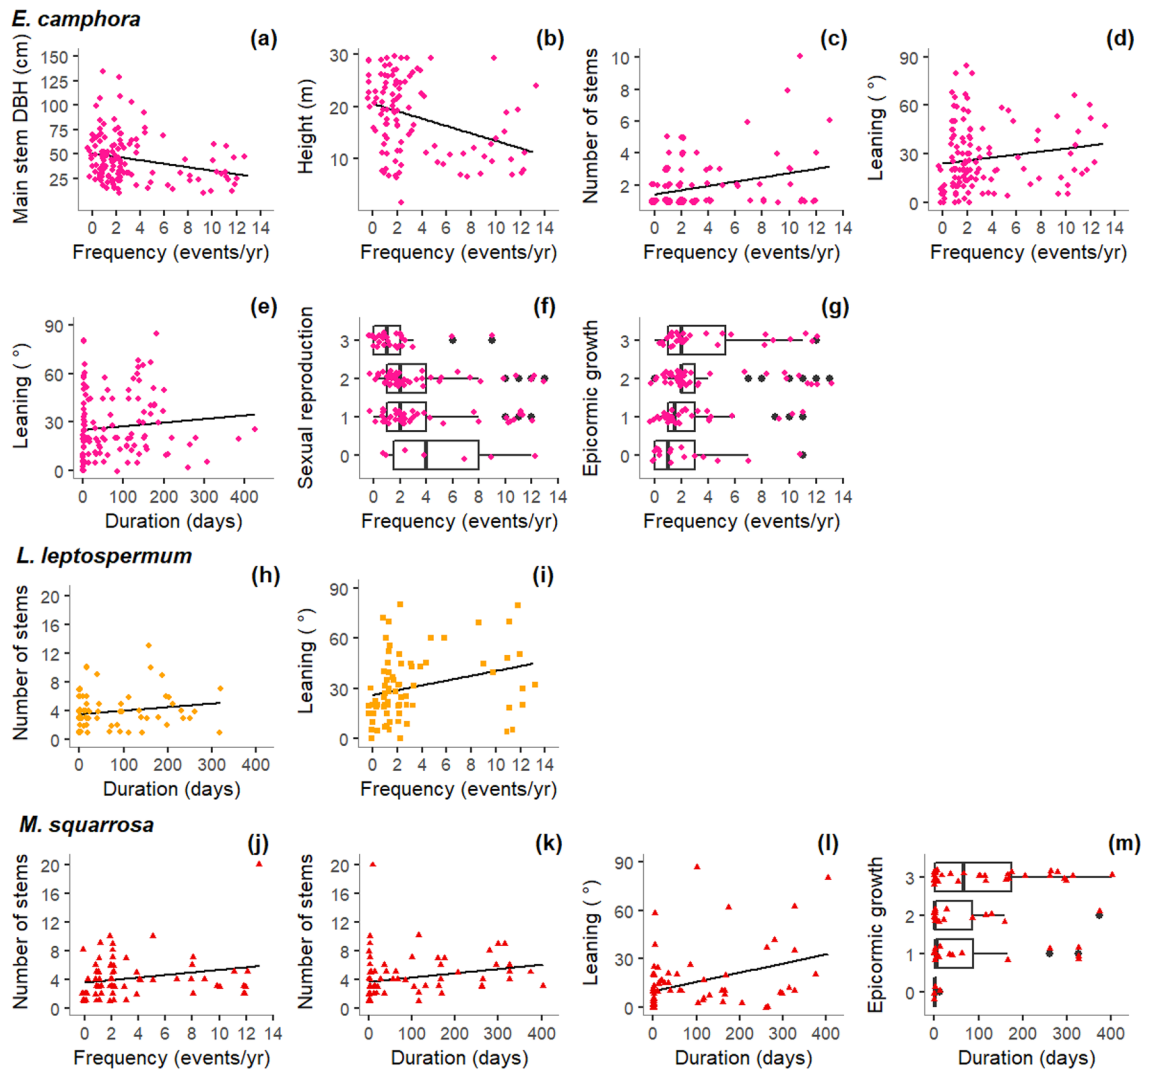 E. camphora
(a)
Main stem DBH (cm)
150
125
100
75
50
25
0 2 4 6 8 10 12 14
Frequency (events/yr)
(b)
Height (m)
30
20
10
0 2 4 6 8 10 12 14
Frequency (events/yr)
(c)
Number of stems
10
8
6
4
2
0 2 4 6 8 10 12 14
Frequency (events/yr)
(d)
Leaning ( °)
90
60
30
0
0 2 4 6 8 10 12 14
Frequency (events/yr)
(e)
Leaning ( °)
90
60
30
0
0 100 200 300 400
Duration (days)
(f)
Sexual reproduction
3
2
1
0
0 2 4 6 8 10 12 14
Frequency (events/yr)
(g)
Epicormic growth
3
2
1
0
0 2 4 6 8 10 12 14
Frequency (events/yr)
L. leptospermum
(h)
Number of stems
20
16
12
8
4
0
0 100 200 300 400
Duration (days)
(i)
Leaning ( °)
90
60
30
0
0 2 4 6 8 10 12 14
Frequency (events/yr)
M. squarrosa
(j)
Number of stems
20
16
12
8
4
0
0 2 4 6 8 10 12 14
Frequency (events/yr)
(k)
Number of stems
20
16
12
8
4
0
0 100 200 300 400
Duration (days)
(l)
Leaning ( °)
90
60
30
0
0 100 200 300 400
Duration (days)
(m)
Epicormic growth
3
2
1
0
0 100 200 300 400
Duration (days)